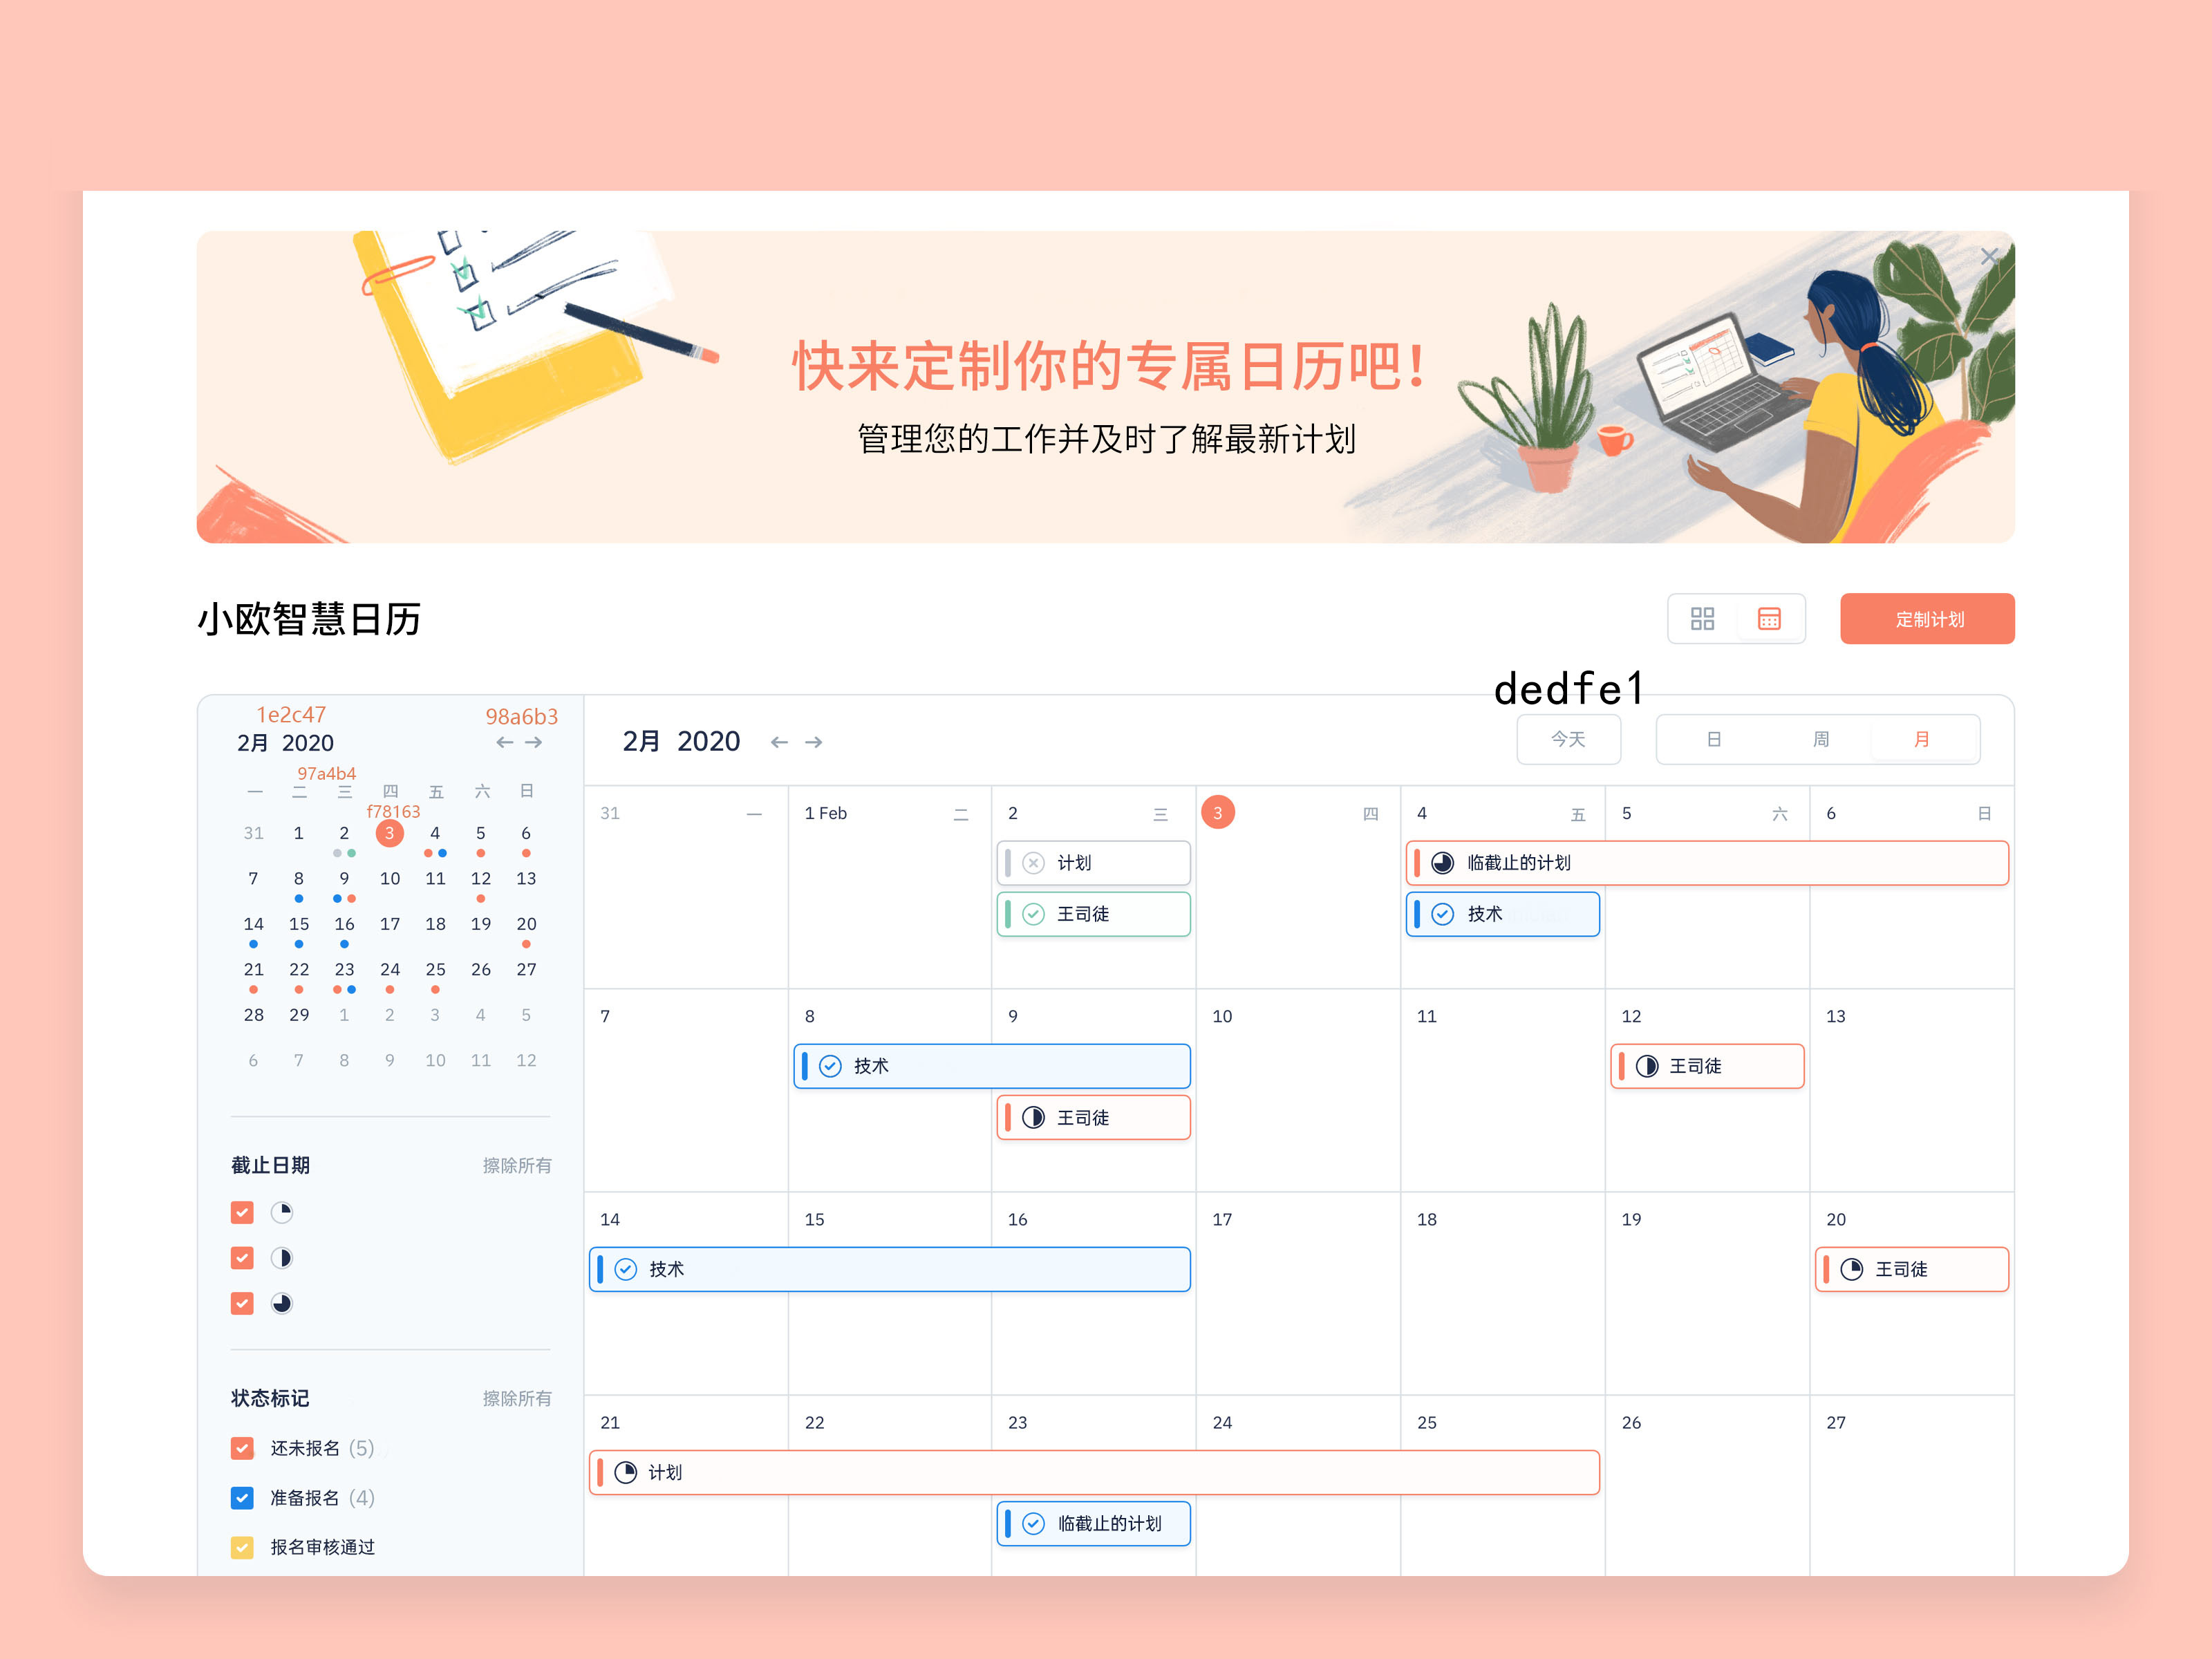 快来定制你的专属日历吧!
管理您的工作并及时了解最新计划
小欧智慧日历
定制计划
dedfe1
1e2c47
98a6b3
2月 2020
97a4b4
一 二 三 四 五 六 日
f78163
31 1 2 3 4 5 6
7 8 9 10 11 12 13
14 15 16 17 18 19 20
21 22 23 24 25 26 27
28 29 1 2 3 4 5
6 7 8 9 10 11 12
截止日期 擦除所有
状态标记 擦除所有
还未报名 (5)
准备报名 (4)
报名审核通过
2月 2020
今天
日 周 月
31 一 1 Feb 二 2 三 3 四 4 五 5 六 6 日
计划 临截止的计划
王司徒 技术
7 8 9 10 11 12 13
技术 王司徒
王司徒
14 15 16 17 18 19 20
技术 王司徒
21 22 23 24 25 26 27
计划
临截止的计划